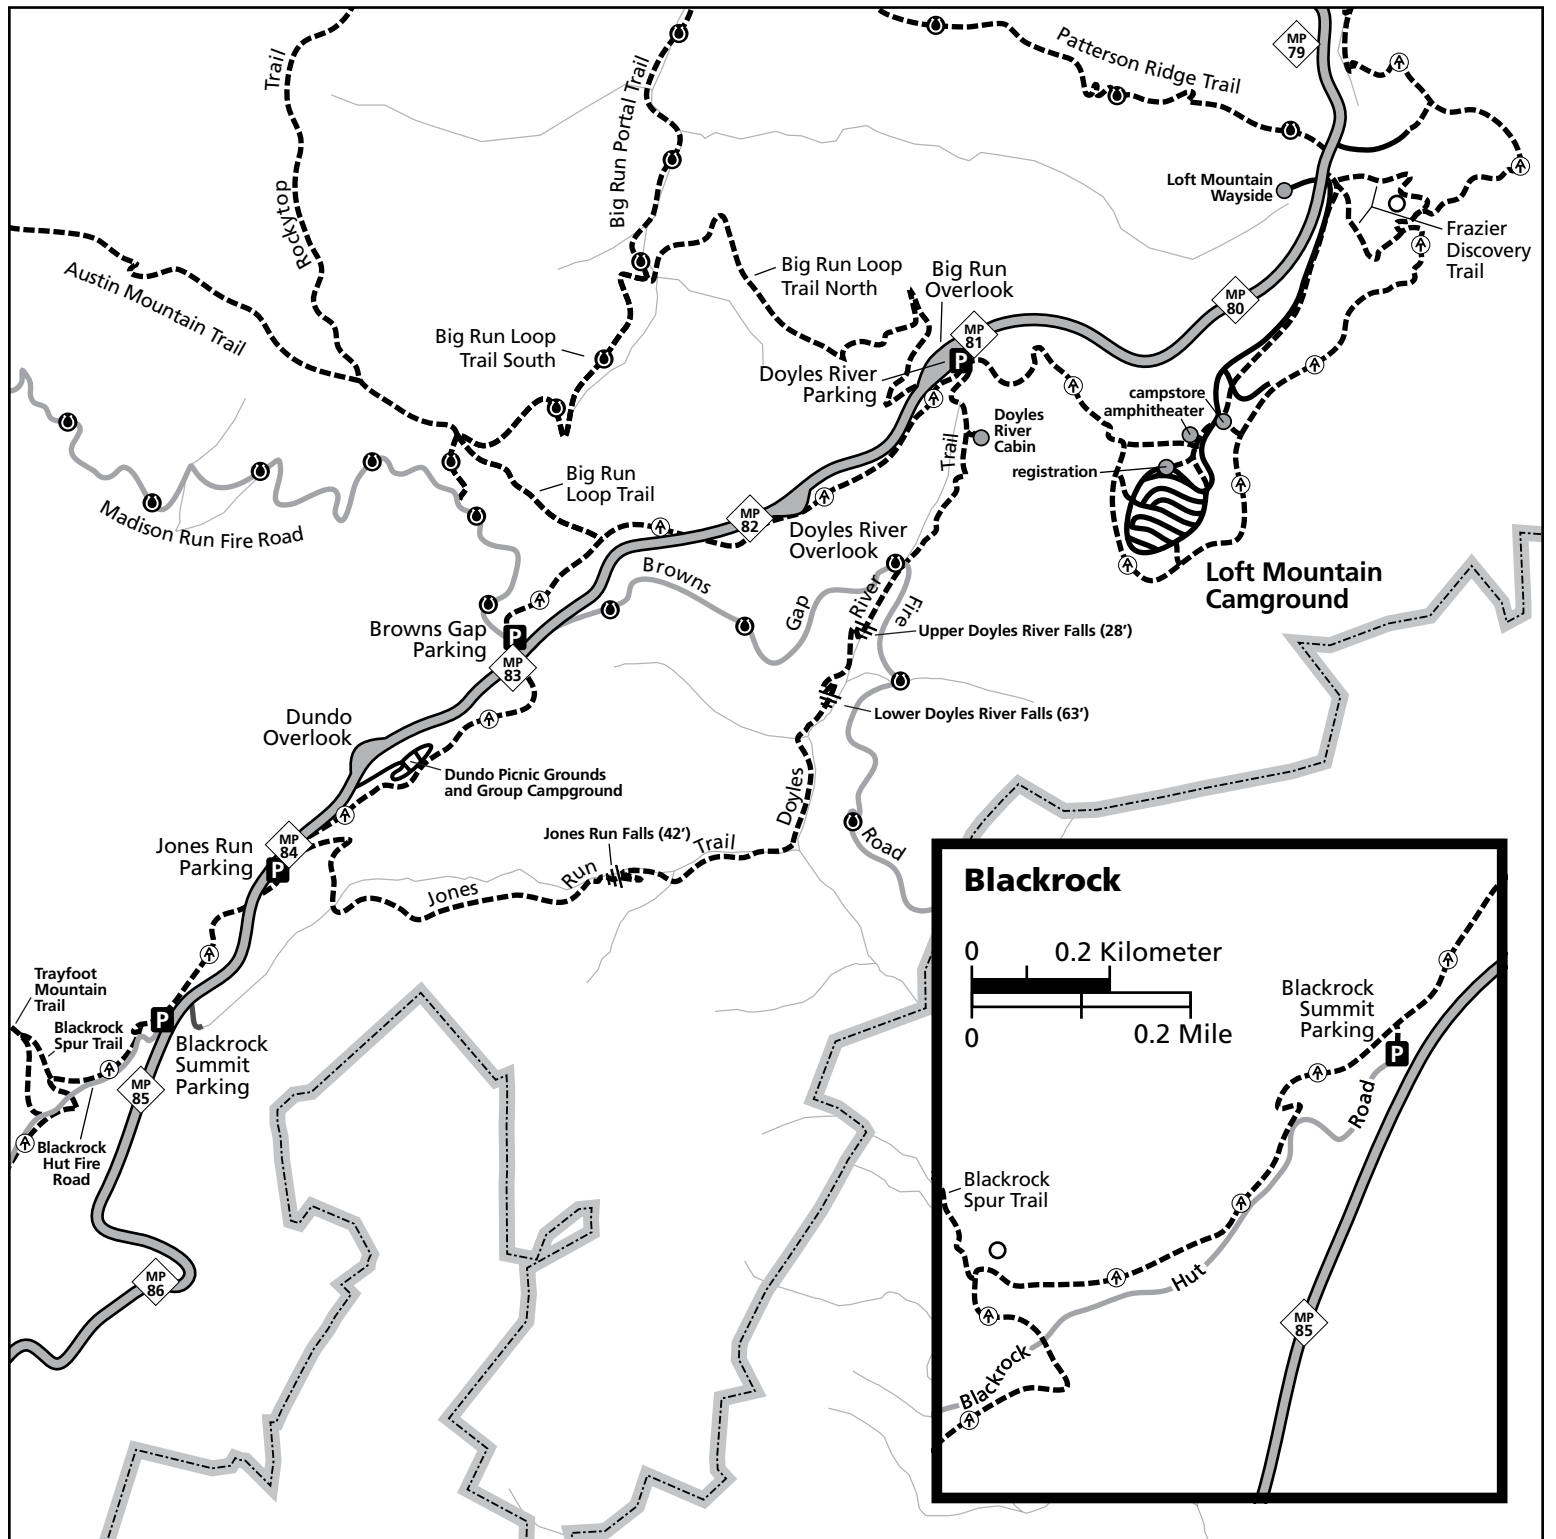 MP
79
Patterson Ridge Trail
Trail
Rockytop
Big Run Portal Trail
Loft Mountain
Wayside
Frazier
Discovery
Trail
Austin Mountain Trail
Big Run Loop
Trail North
Big Run
Overlook
MP
80
MP
81
P
Big Run Loop
Trail South
Doyles River
Parking
campstore
amphitheater
Doyles
River
Cabin
Trail
registration
Big Run
Loop Trail
MP
82
Madison Run Fire Road
Doyles River
Overlook
Loft Mountain
Camground
Browns
Gap
River
Fire
Browns Gap
Parking
P
MP
83
Upper Doyles River Falls (28’)
Lower Doyles River Falls (63’)
Dundo
Overlook
Dundo Picnic Grounds
and Group Campground
Doyles
Jones Run
Parking
MP
84
P
Jones Run Falls (42’)
Trail
Run
Jones
Road
Blackrock
0
0.2 Kilometer
0
0.2 Mile
Blackrock
Summit
Parking
P
Road
Blackrock
Spur Trail
Hut
Blackrock
MP
85
Trayfoot
Mountain
Trail
Blackrock
Spur Trail
P
Blackrock
Summit
Parking
MP
85
Blackrock
Hut Fire
Road
MP
86